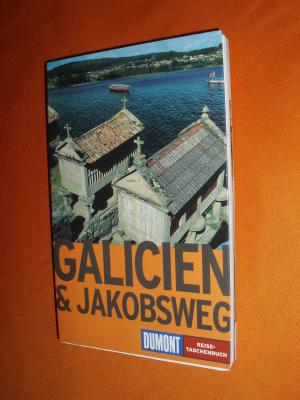 GALICIEN
& JAKOBSWEG
DUMONT
REISE-
TASCHENBUCH